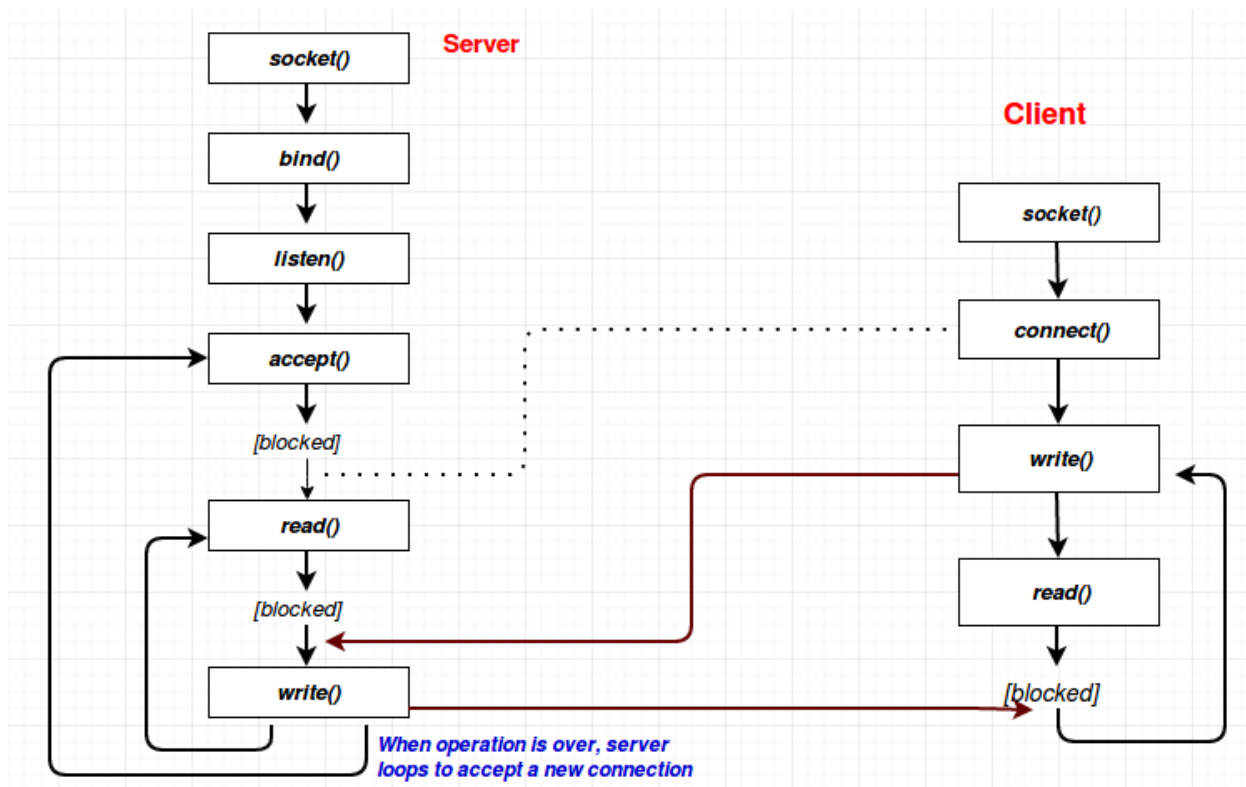 Server
socket()
bind()
listen()
accept()
[blocked]
read()
[blocked]
write()
When operation is over, server
loops to accept a new connection
Client
socket()
connect()
write()
read()
[blocked]